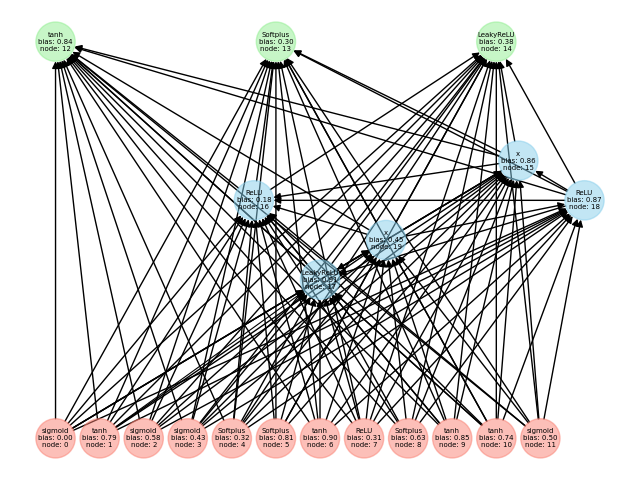 tanh
bias: 0.84
node: 12
Softplus
bias: 0.30
node: 13
LeakyReLU
bias: 0.38
node: 14
x
bias: 0.86
node: 15
ReLU
bias: 0.18
node: 16
ReLU
bias: 0.87
node: 18
x
bias: 0.45
node: 19
LeakyReLU
bias: 0.91
node: 17
sigmoid
bias: 0.00
node: 0
tanh
bias: 0.79
node: 1
sigmoid
bias: 0.58
node: 2
sigmoid
bias: 0.43
node: 3
Softplus
bias: 0.32
node: 4
Softplus
bias: 0.81
node: 5
tanh
bias: 0.90
node: 6
ReLU
bias: 0.31
node: 7
Softplus
bias: 0.63
node: 8
tanh
bias: 0.85
node: 9
tanh
bias: 0.74
node: 10
sigmoid
bias: 0.50
node: 11